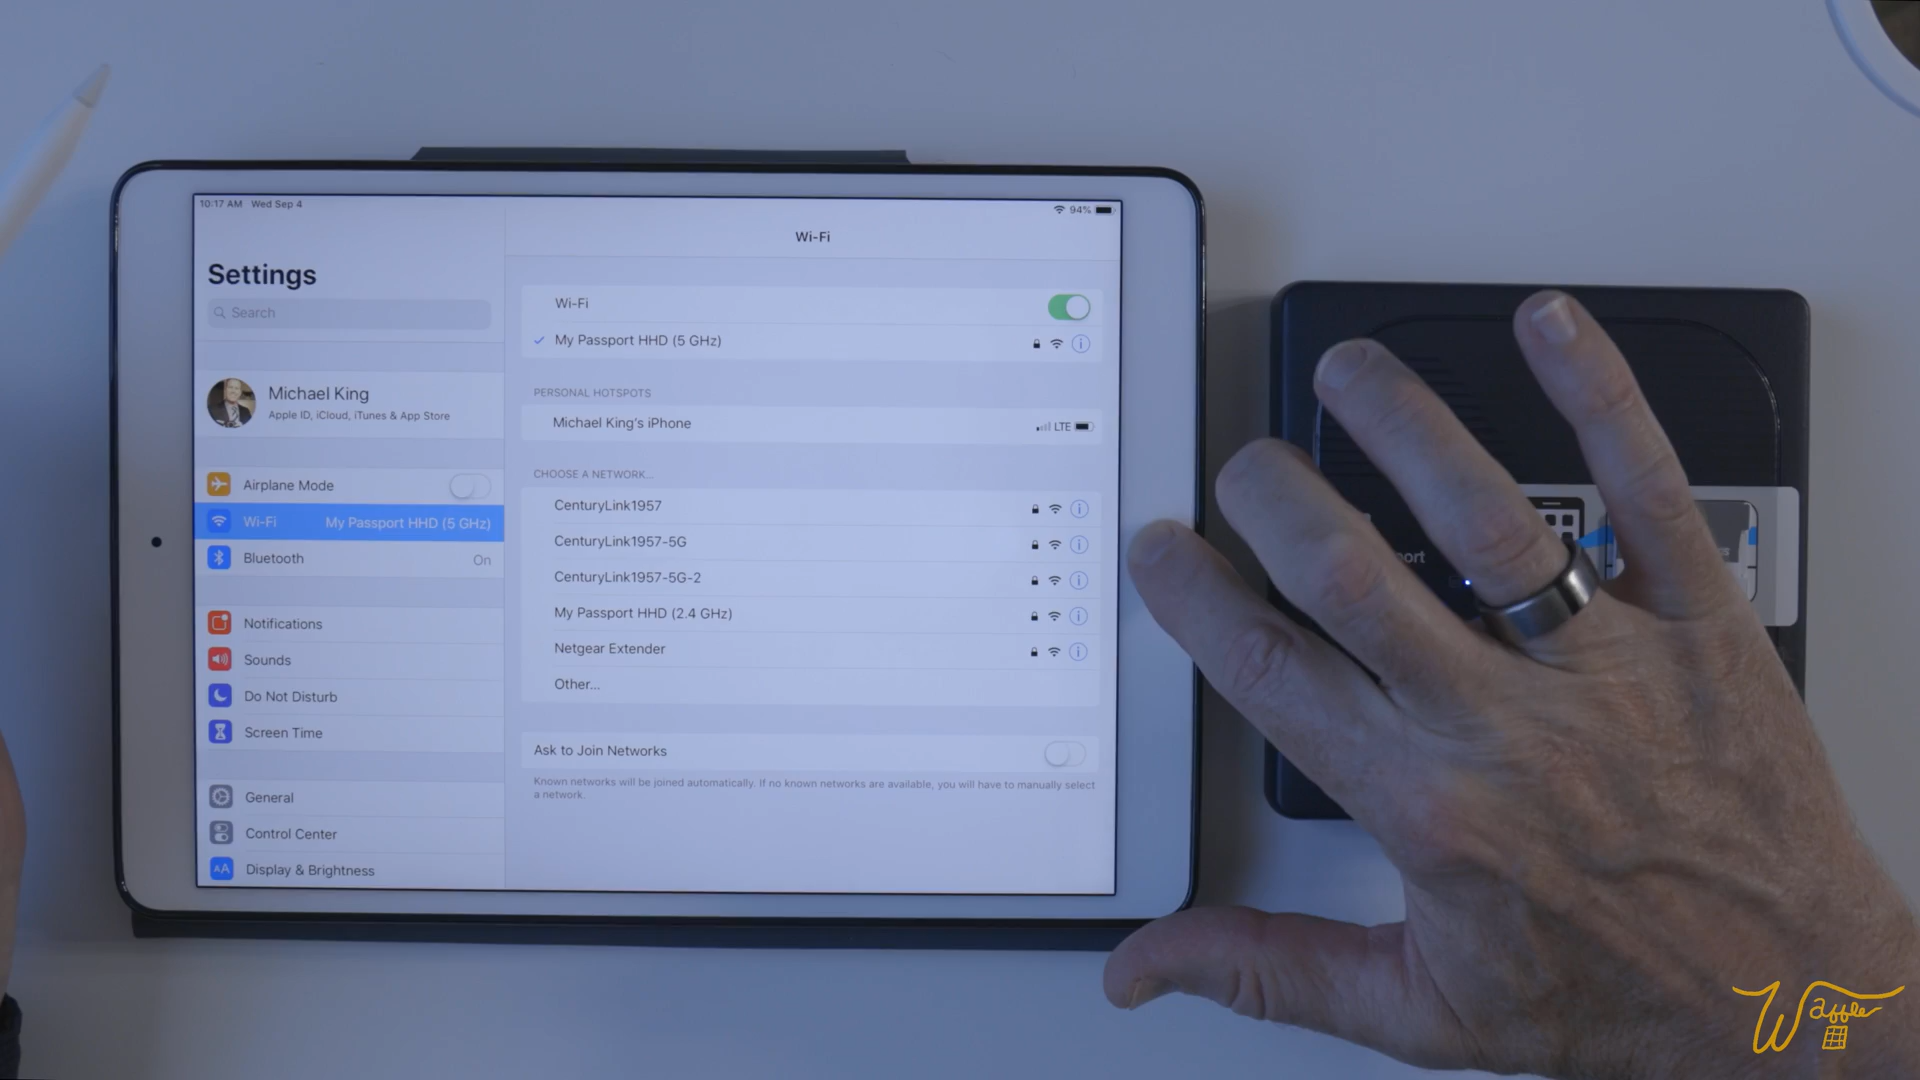 10:17 AM Wed Sep 4
94%
Settings
Search
Michael King
Apple ID, iCloud, iTunes & App Store
Airplane Mode
Wi-Fi My Passport HHD (5 GHz)
Bluetooth On
Notifications
Sounds
Do Not Disturb
Screen Time
General
Control Center
AA Display & Brightness
Wi-Fi
Wi-Fi
My Passport HHD (5 GHz)
PERSONAL HOTSPOTS
Michael King's iPhone LTE
CHOOSE A NETWORK...
CenturyLink1957
CenturyLink1957-5G
CenturyLink1957-5G-2
My Passport HHD (2.4 GHz)
Netgear Extender
Other...
Ask to Join Networks
Known networks will be joined automatically. If no known networks are available, you will have to manually select
a network.
port
Waffle